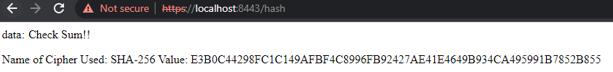 Not secure | https://localhost:8443/hash
data: Check Sum!!
Name of Cipher Used: SHA-256 Value: E3B0C44298FC1C149AFBF4C8996FB92427AE41E4649B934CA495991B7852B855